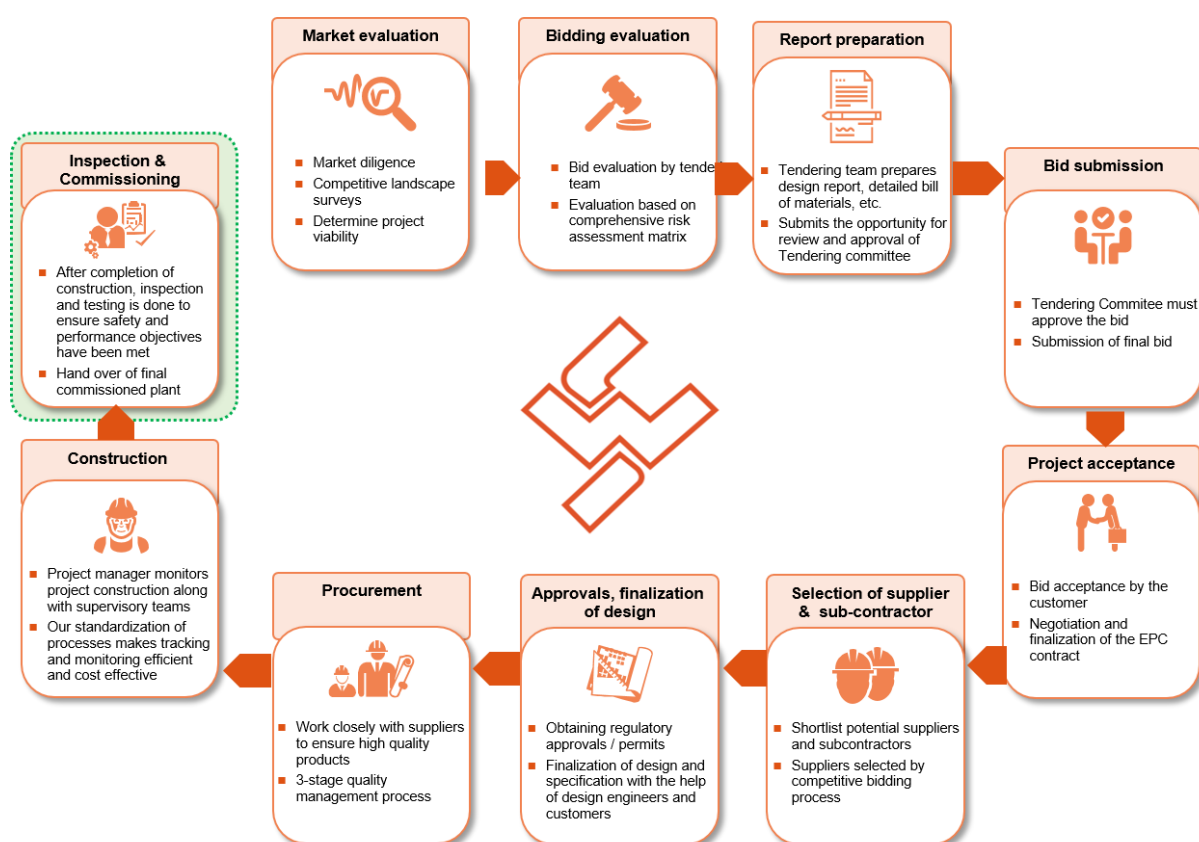 Market evaluation
Market diligence
Competitive landscape
surveys
Determine project
viability
Bidding evaluation
Bid evaluation by tende
team
Evaluation based on
comprehensive risk
assessment matrix
Report preparation
Tendering team prepares
design report, detailed bill
of materials, etc.
Submits the opportunity for
review and approval of
Tendering committee
Bid submission
Tendering Commitee must
approve the bid
Submission of final bid
Project acceptance
Bid acceptance by the
customer
Negotiation and
finalization of the EPC
contract
Selection of supplier
& sub-contractor
Shortlist potential suppliers
and subcontractors
Suppliers selected by
competitive bidding
process
Approvals, finalization
of design
Obtaining regulatory
approvals / permits
Finalization of design and
specification with the help
of design engineers and
customers
Procurement
Work closely with suppliers
to ensure high quality
products
3-stage quality
management process
Construction
Project manager monitors
project construction along
with supervisory teams
Our standardization of
processes makes tracking
and monitoring efficient
and cost effective
Inspection &
Commissioning
After completion of
construction, inspection
and testing is done to
ensure safety and
performance objectives
have been met
Hand over of final
commissioned plant